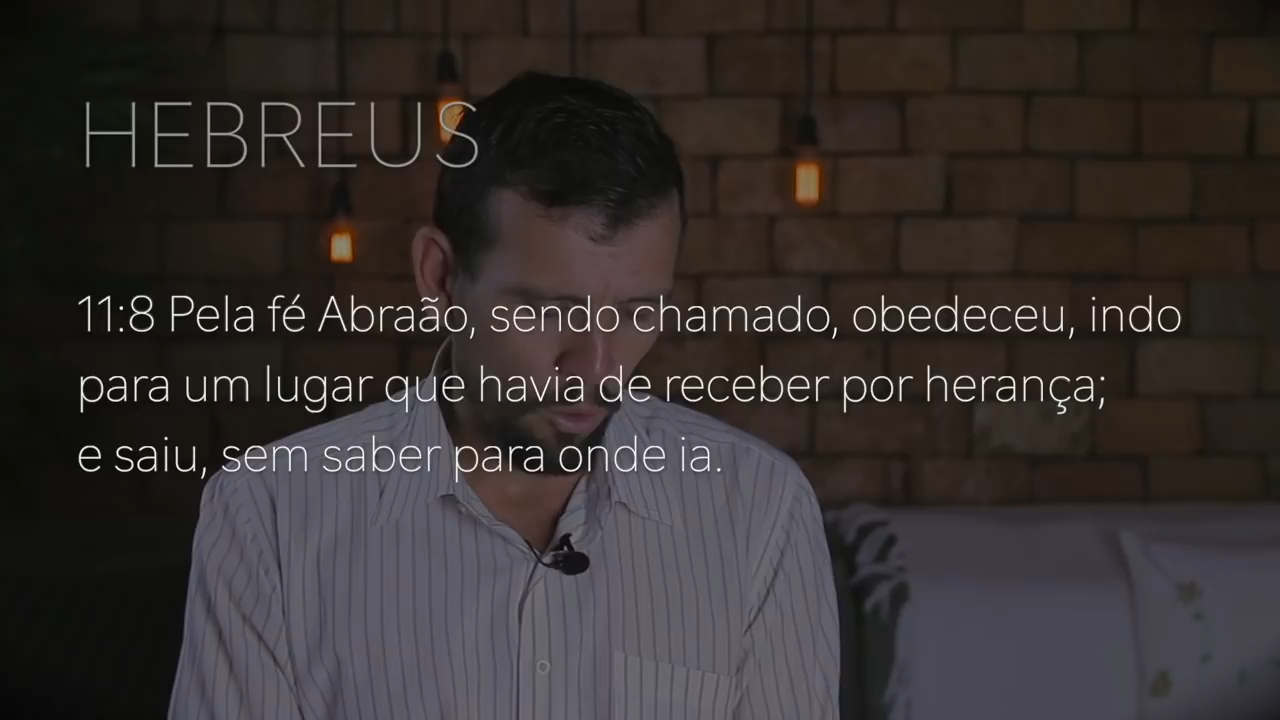 HEBREUS
11:8 Pela fé Abraão, sendo chamado, obedeceu, indo
para um lugar que havia de receber por herança;
e saiu, sem saber para onde ia.